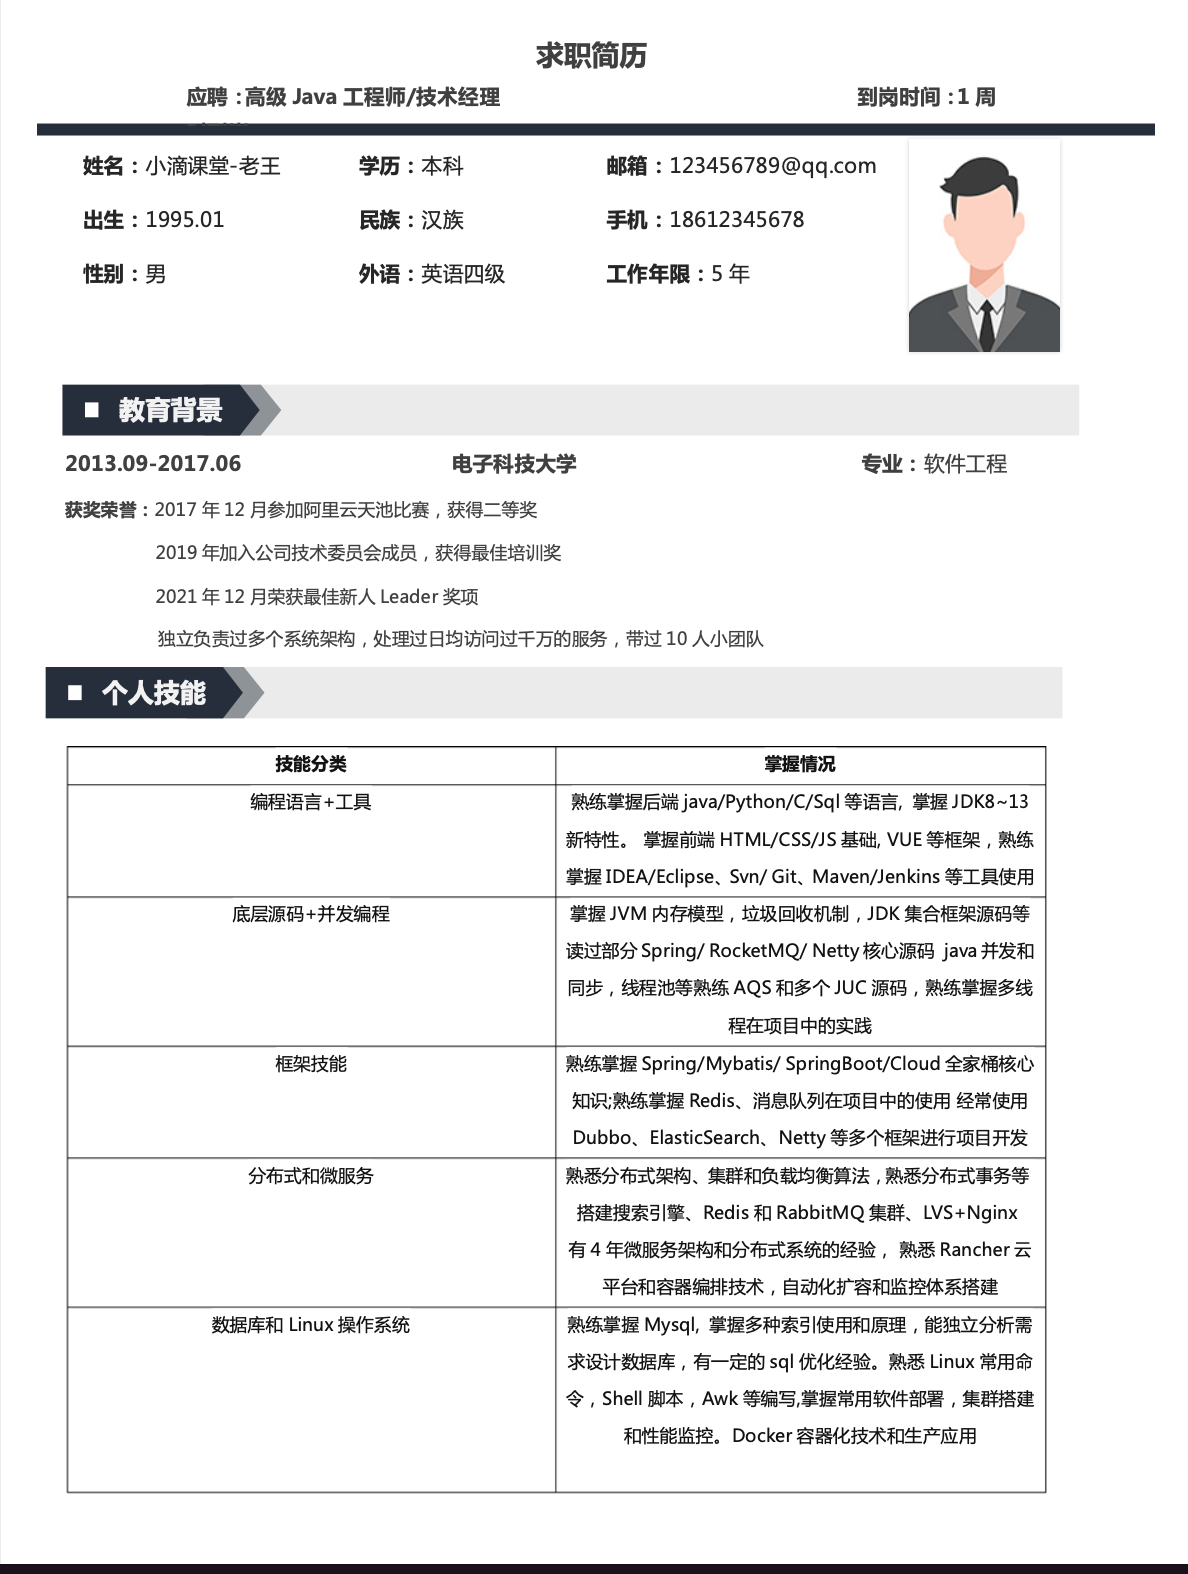 求职简历
应聘：高级 Java 工程师/技术经理 到岗时间：1 周
姓名：小滴课堂-老王 学历：本科 邮箱：123456789@qq.com
出生：1995.01 民族：汉族 手机：18612345678
性别：男 外语：英语四级 工作年限：5 年
■ 教育背景
2013.09-2017.06 电子科技大学 专业：软件工程
获奖荣誉：2017 年 12 月参加阿里云天池比赛，获得二等奖
2019 年加入公司技术委员会成员，获得最佳培训奖
2021 年 12 月荣获最佳新人 Leader 奖项
独立负责过多个系统架构，处理过日均访问过千万的服务，带过 10 人小团队
■ 个人技能
技能分类 掌握情况
编程语言+工具 熟练掌握后端 java/Python/C/Sql 等语言, 掌握 JDK8~13
新特性。 掌握前端 HTML/CSS/JS 基础, VUE 等框架，熟练
掌握 IDEA/Eclipse、Svn/ Git、Maven/Jenkins 等工具使用
底层源码+并发编程 掌握 JVM 内存模型，垃圾回收机制，JDK 集合框架源码等
读过部分 Spring/ RocketMQ/ Netty 核心源码 java 并发和
同步，线程池等熟练 AQS 和多个 JUC 源码，熟练掌握多线
程在项目中的实践
框架技能 熟练掌握 Spring/Mybatis/ SpringBoot/Cloud 全家桶核心
知识;熟练掌握 Redis、消息队列在项目中的使用 经常使用
Dubbo、ElasticSearch、Netty 等多个框架进行项目开发
分布式和微服务 熟悉分布式架构、集群和负载均衡算法，熟悉分布式事务等
搭建搜索引擎、Redis 和 RabbitMQ 集群、LVS+Nginx
有 4 年微服务架构和分布式系统的经验， 熟悉 Rancher 云
平台和容器编排技术，自动化扩容和监控体系搭建
数据库和 Linux 操作系统 熟练掌握 Mysql, 掌握多种索引使用和原理，能独立分析需
求设计数据库，有一定的 sql 优化经验。熟悉 Linux 常用命
令，Shell 脚本，Awk 等编写,掌握常用软件部署，集群搭建
和性能监控。Docker 容器化技术和生产应用